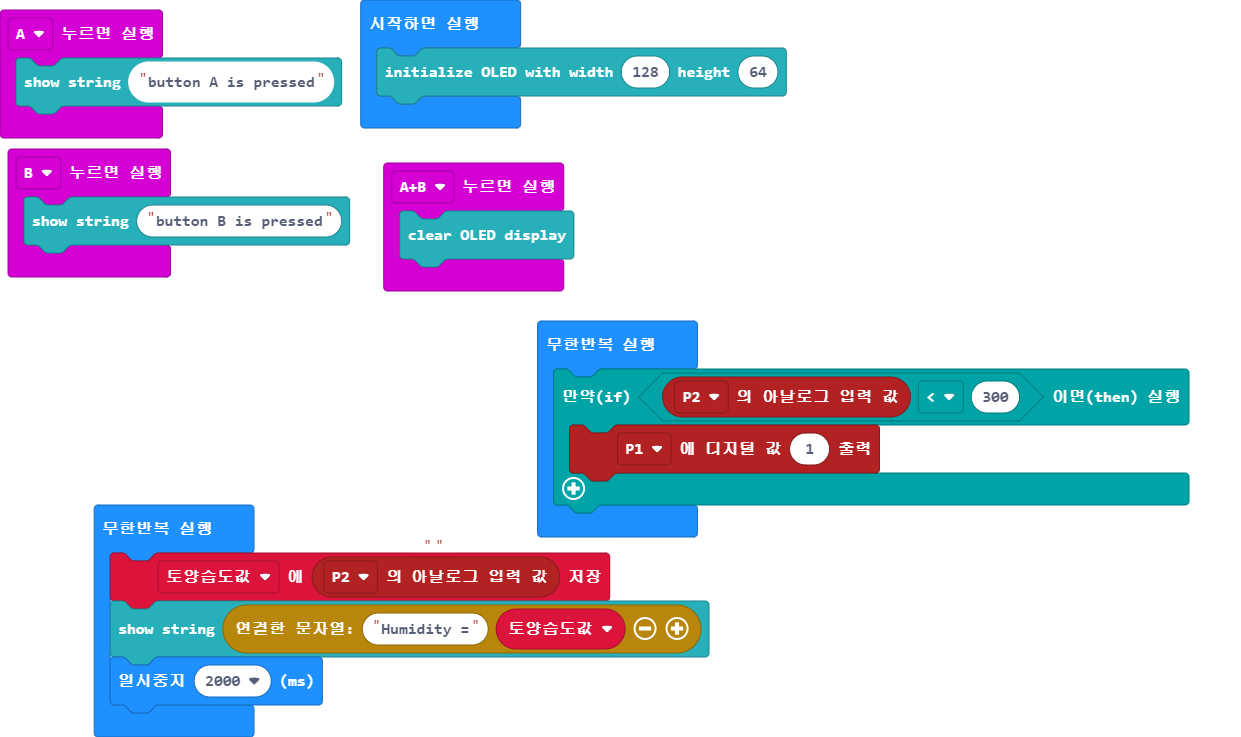 A 누르면 실행
show string "button A is pressed"
시작하면 실행
initialize OLED with width 128 height 64
B 누르면 실행
show string "button B is pressed"
A+B 누르면 실행
clear OLED display
무한반복 실행
만약(if) P2 의 아날로그 입력 값 < 300 이면(then) 실행
P1 에 디지털 값 1 출력
무한반복 실행
" "
토양습도값 에 P2 의 아날로그 입력 값 저장
show string 연결한 문자열: "Humidity =" 토양습도값
일시중지 2000 (ms)